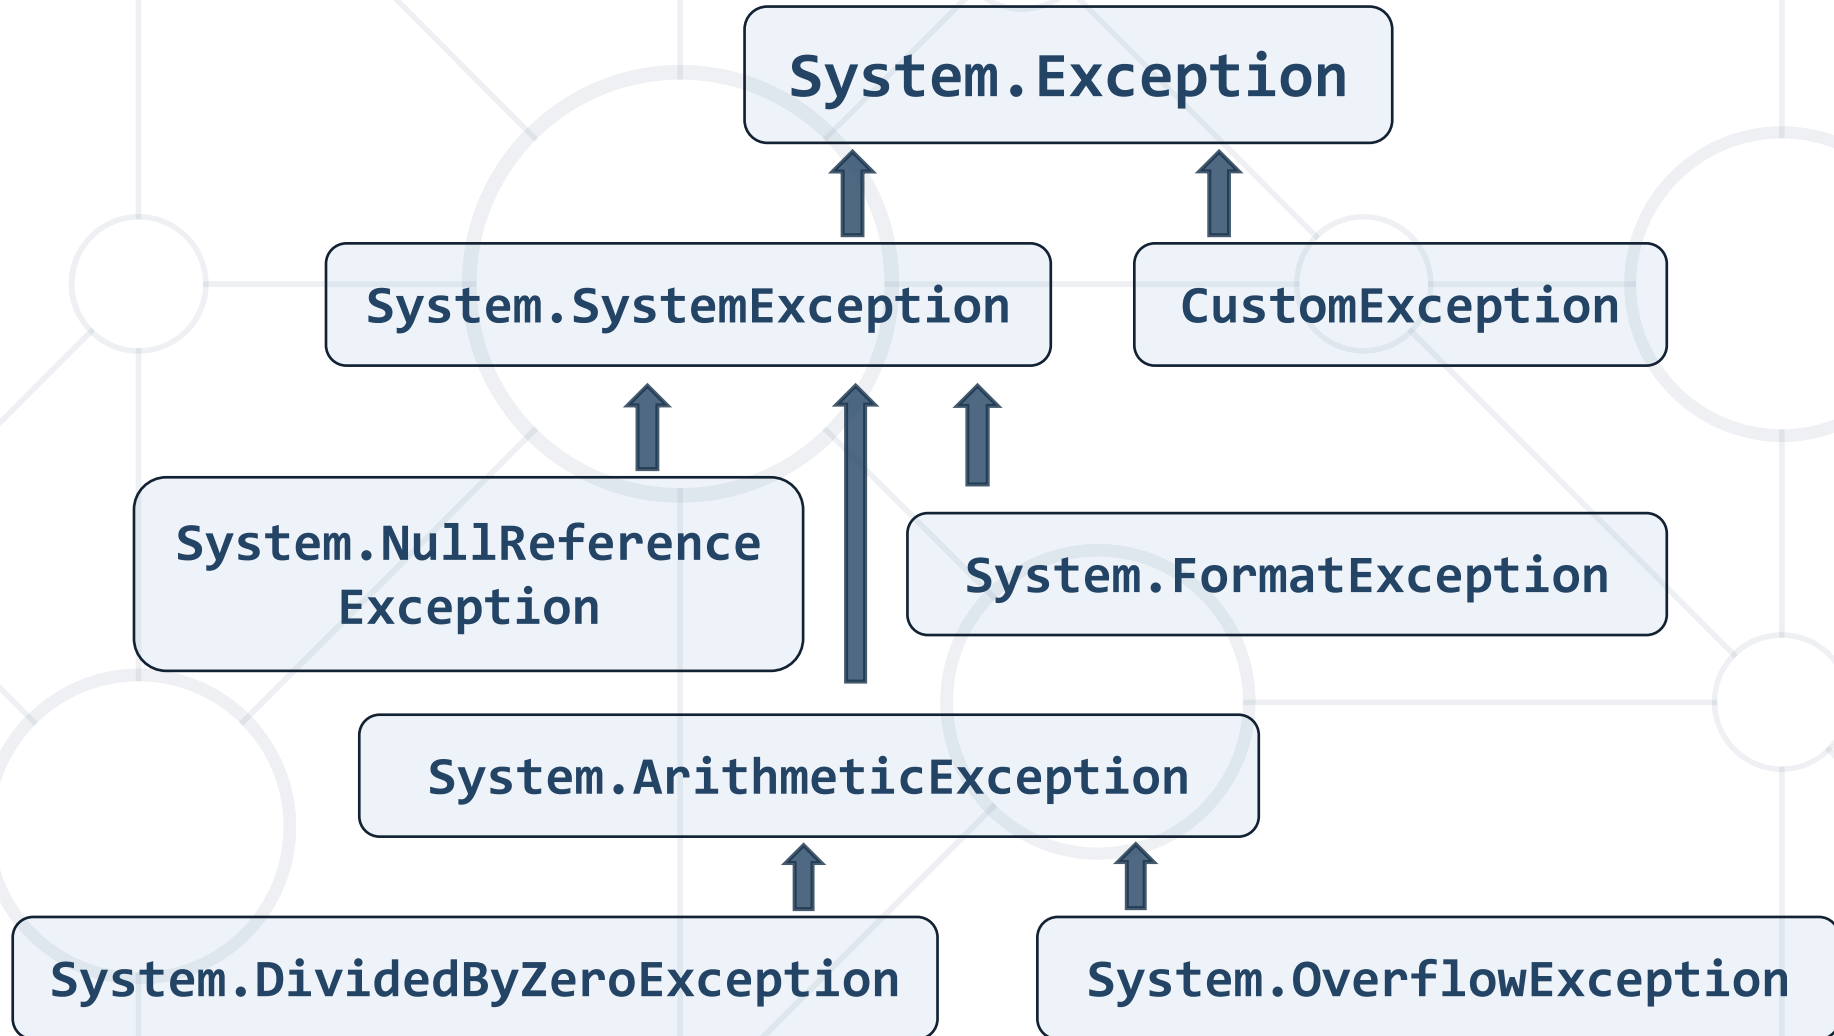 System.Exception
System.SystemException
CustomException
System.NullReference
Exception
System.FormatException
System.ArithmeticException
System.DividedByZeroException
System.OverflowException